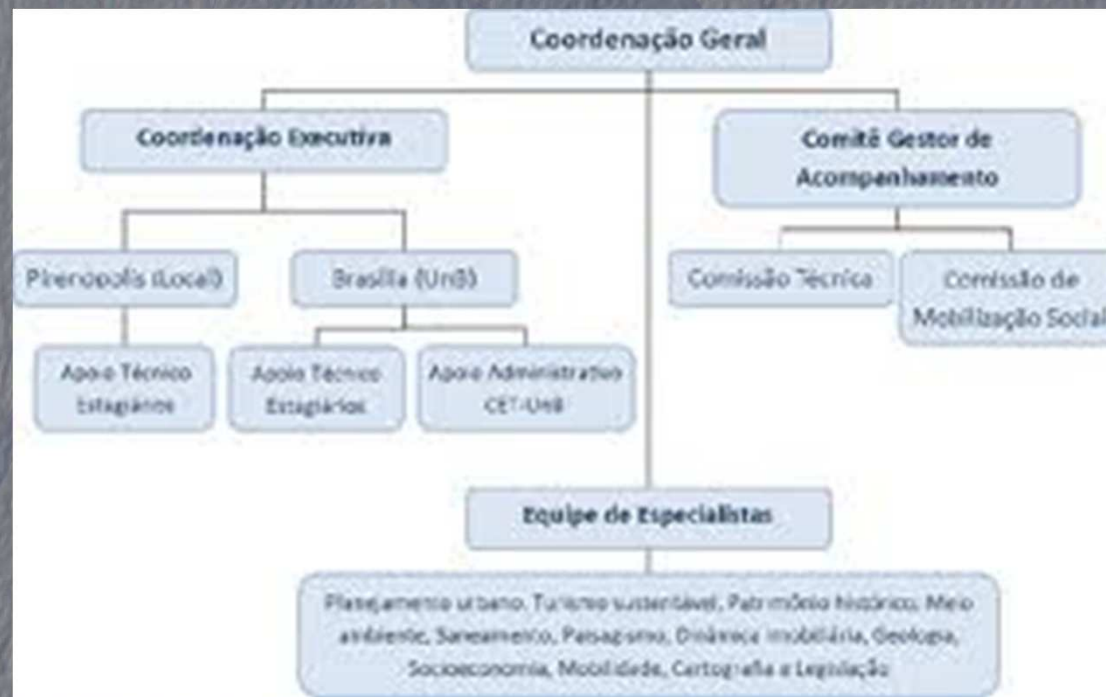 Coordenação Geral
Coordenação Executiva
Comitê Gestor de
Acompanhamento
Pirenopolis (Local)
Brasília (UnB)
Comissão Técnica
Comissão de
Mobilização Social
Apoio Técnico
Estagiários
Apoio Técnico
Estagiários
Apoio Administrativo
CET-UnB
Equipe de Especialistas
Planejamento urbano, Turismo sustentável, Patrimônio histórico, Meio
ambiente, Saneamento, Paisagismo, Dinâmica imobiliária, Geologia,
Socioeconomia, Mobilidade, Cartografia e Legislação